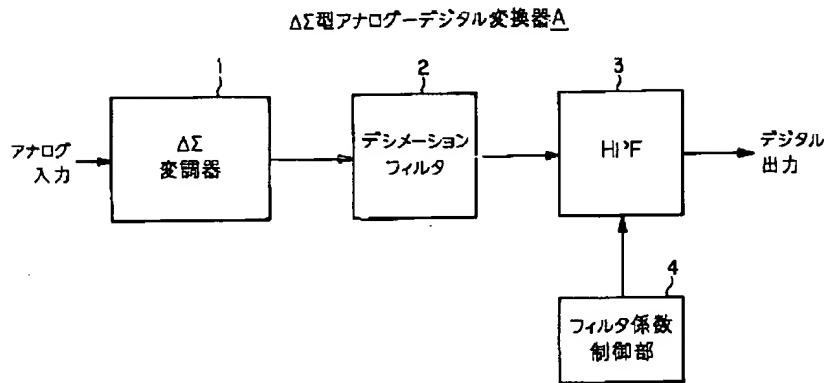 ΔΣ型アナログーデジタル変換器A
1
2
3
アナログ
入力
ΔΣ
変調器
デシメーション
フィルタ
HPF
デジタル
出力
4
フィルタ係数
制御部